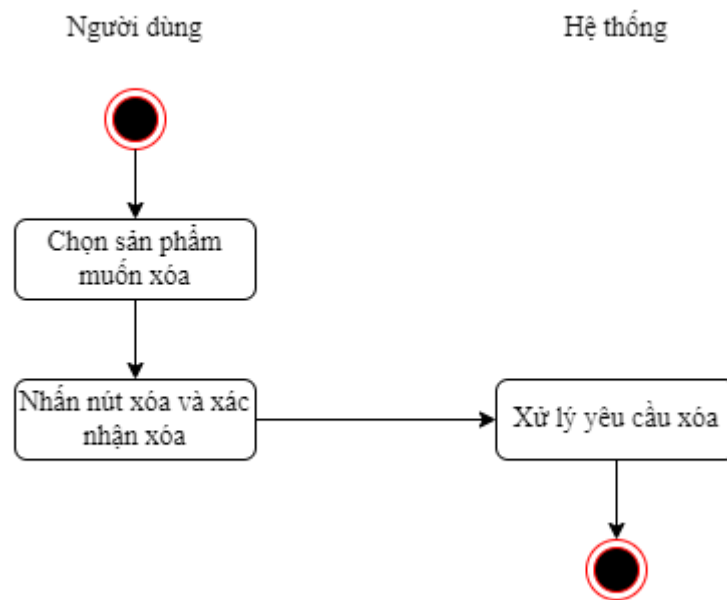 Người dùng
Hệ thống
Chọn sản phẩm
muốn xóa
Nhấn nút xóa và xác
nhận xóa
Xử lý yêu cầu xóa